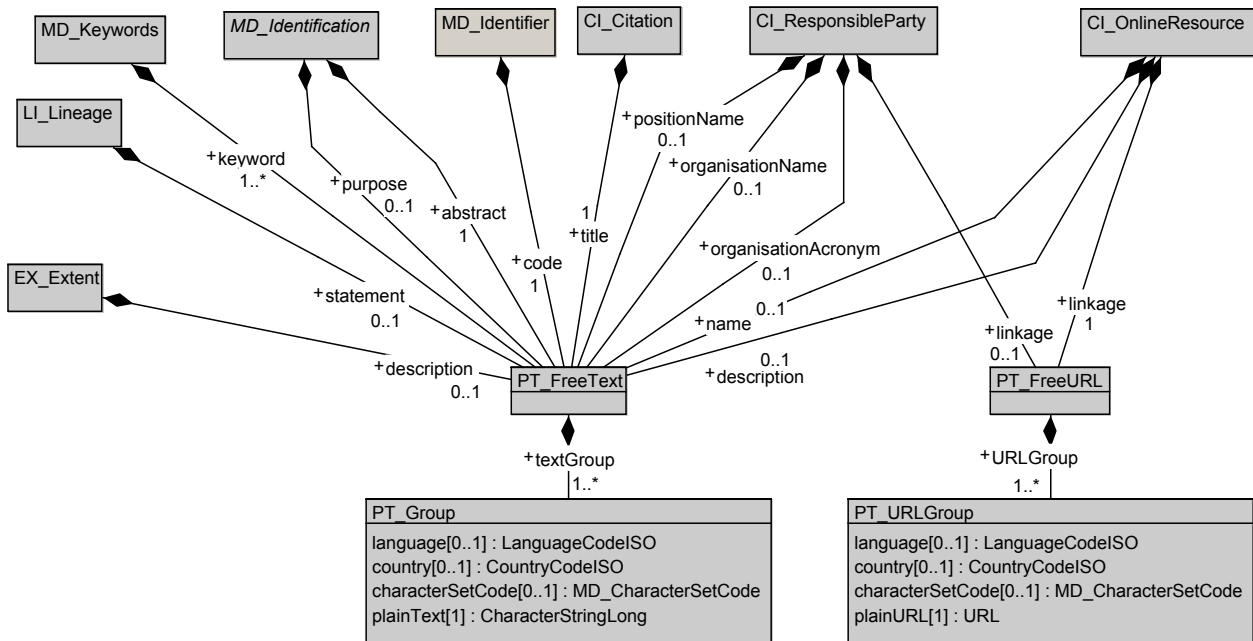 MD_Keywords
MD_Identification
MD_Identifier
CI_Citation
CI_ResponsibleParty
CI_OnlineResource
LI_Lineage
EX_Extent
+keyword
1..*
+purpose
0..1
+abstract
1
+code
1
1
+title
+positionName
0..1
+organisationName
0..1
+organisationAcronym
0..1
+statement
0..1
+description
0..1
0..1
+name
0..1
+description
+linkage
0..1
+linkage
1
PT_FreeText
PT_FreeURL
+textGroup
1..*
+URLGroup
1..*
PT_Group
language[0..1] : LanguageCodeISO
country[0..1] : CountryCodeISO
characterSetCode[0..1] : MD_CharacterSetCode
plainText[1] : CharacterStringLong
PT_URLGroup
language[0..1] : LanguageCodeISO
country[0..1] : CountryCodeISO
characterSetCode[0..1] : MD_CharacterSetCode
plainURL[1] : URL